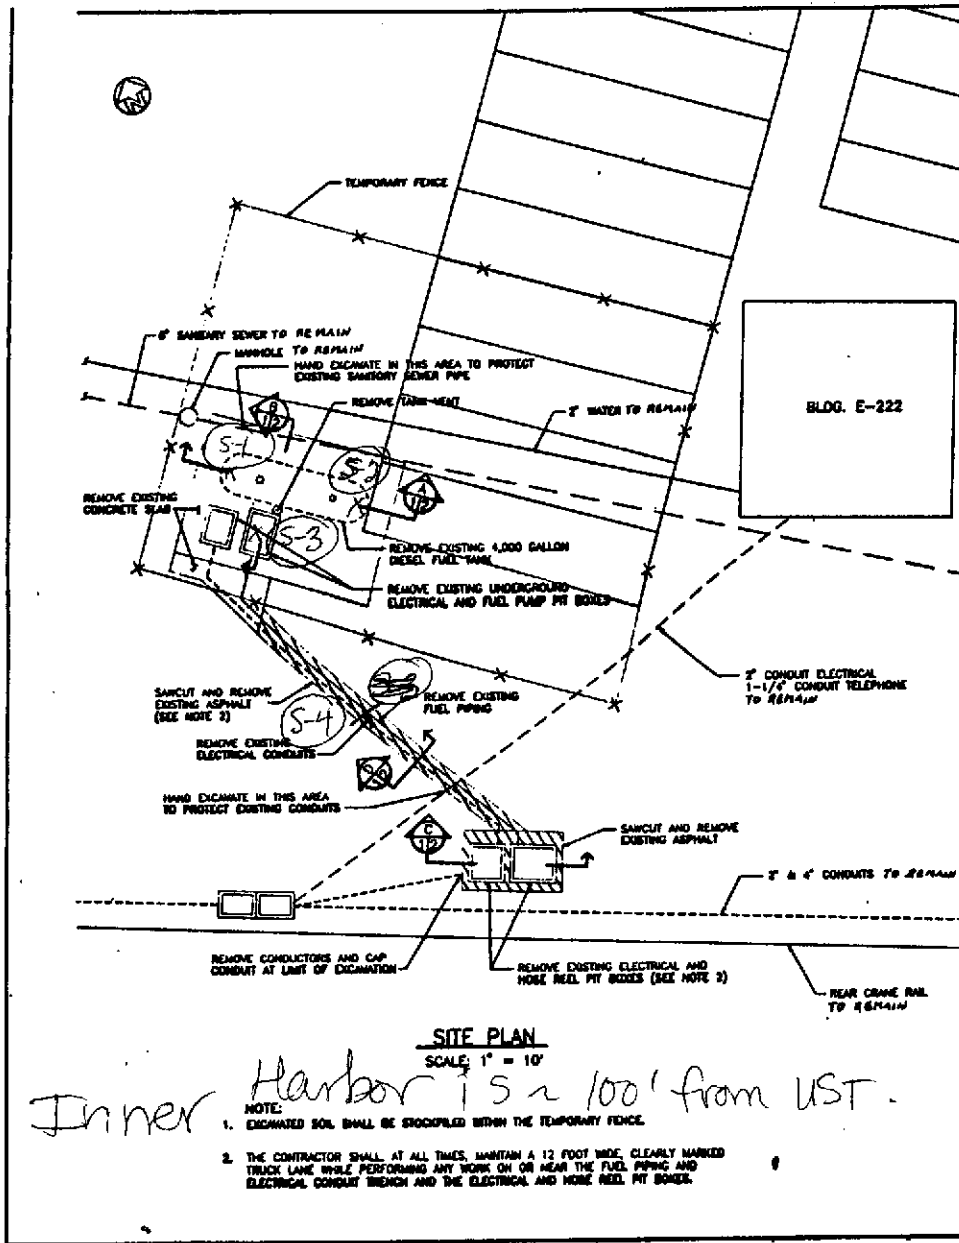 TEMPORARY FENCE
6" SANITARY SEWER TO REMAIN
MANHOLE TO REMAIN
HAND EXCAVATE IN THIS AREA TO PROTECT
EXISTING SANITORY SEWER PIPE
REMOVE TANK VENT
B
1/2
2" WATER TO REMAIN
BLDG. E-222
S-1
A
1/2
REMOVE EXISTING
CONCRETE SLAB
S-3
REMOVE EXISTING 4,000 GALLON
DIESEL FUEL TANK
REMOVE EXISTING UNDERGROUND
ELECTRICAL AND FUEL PUMP PIT BOXES
SAWCUT AND REMOVE
EXISTING ASPHALT
(SEE NOTE 2)
S-4
REMOVE EXISTING
FUEL PIPING
2" CONDUIT ELECTRICAL
1-1/4" CONDUIT TELEPHONE
TO REMAIN
REMOVE EXISTING
ELECTRICAL CONDUITS
HAND EXCAVATE IN THIS AREA
TO PROTECT EXISTING CONDUITS
C
1/2
SAWCUT AND REMOVE
EXISTING ASPHALT
2" & 4" CONDUITS TO REMAIN
REMOVE CONDUCTORS AND CAP
CONDUIT AT LIMIT OF EXCAVATION
REMOVE EXISTING ELECTRICAL AND
HOSE REEL PIT BOXES (SEE NOTE 2)
REAR CRANE RAIL
TO REMAIN
SITE PLAN
SCALE: 1" = 10'
Inner Harbor is ~ 100' from UST.
NOTE:
1. EXCAVATED SOIL SHALL BE STOCKPILED WITHIN THE TEMPORARY FENCE.
2. THE CONTRACTOR SHALL, AT ALL TIMES, MAINTAIN A 12 FOOT WIDE, CLEARLY MARKED
TRUCK LANE WHILE PERFORMING ANY WORK ON OR NEAR THE FUEL PIPING AND
ELECTRICAL CONDUIT TRENCH AND THE ELECTRICAL AND HOSE REEL PIT BOXES.